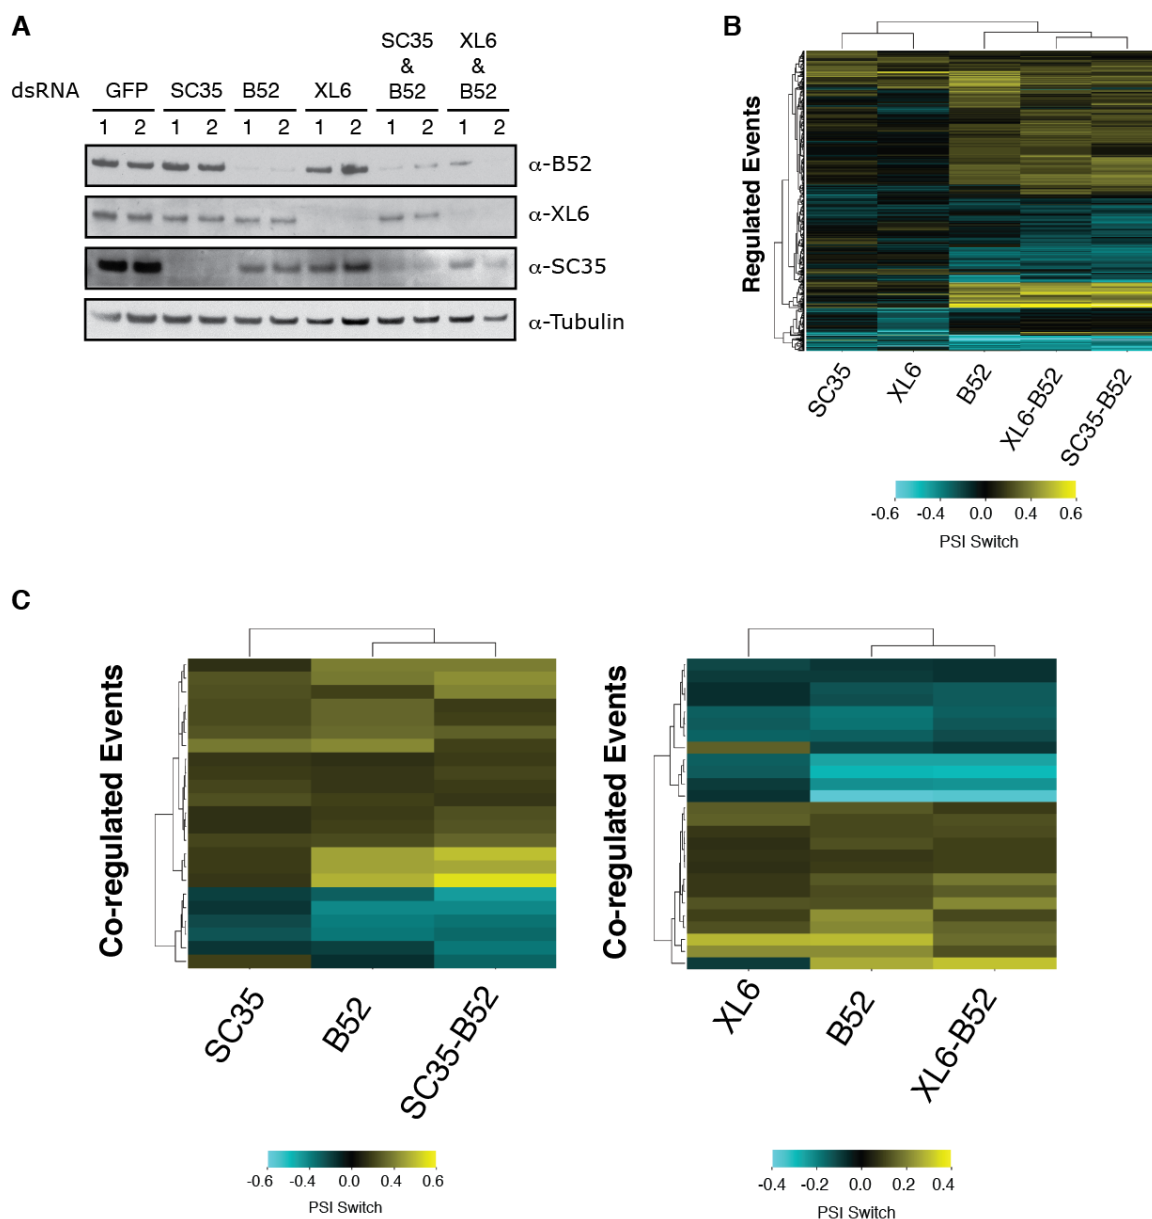 A
SC35 XL6
& &
dsRNA GFP SC35 B52 XL6 B52 B52
1 2 1 2 1 2 1 2 1 2 1 2
α-B52
α-XL6
α-SC35
α-Tubulin
B
Regulated Events
SC35 XL6 B52 XL6-B52 SC35-B52
-0.6 -0.4 0.0 0.4 0.6
PSI Switch
C
Co-regulated Events
SC35 B52 SC35-B52
-0.6 -0.4 0.0 0.4 0.6
PSI Switch
Co-regulated Events
XL6 B52 XL6-B52
-0.4 -0.2 0.0 0.2 0.4
PSI Switch